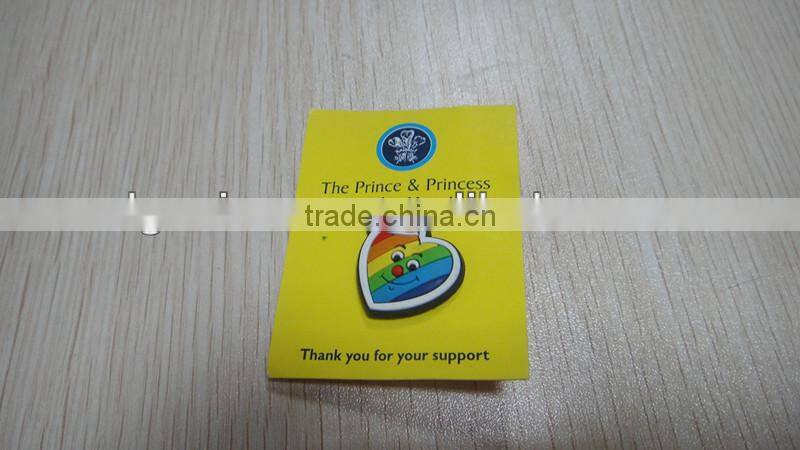 The Prince & Princess
trade.china.cn
Thank you for your support